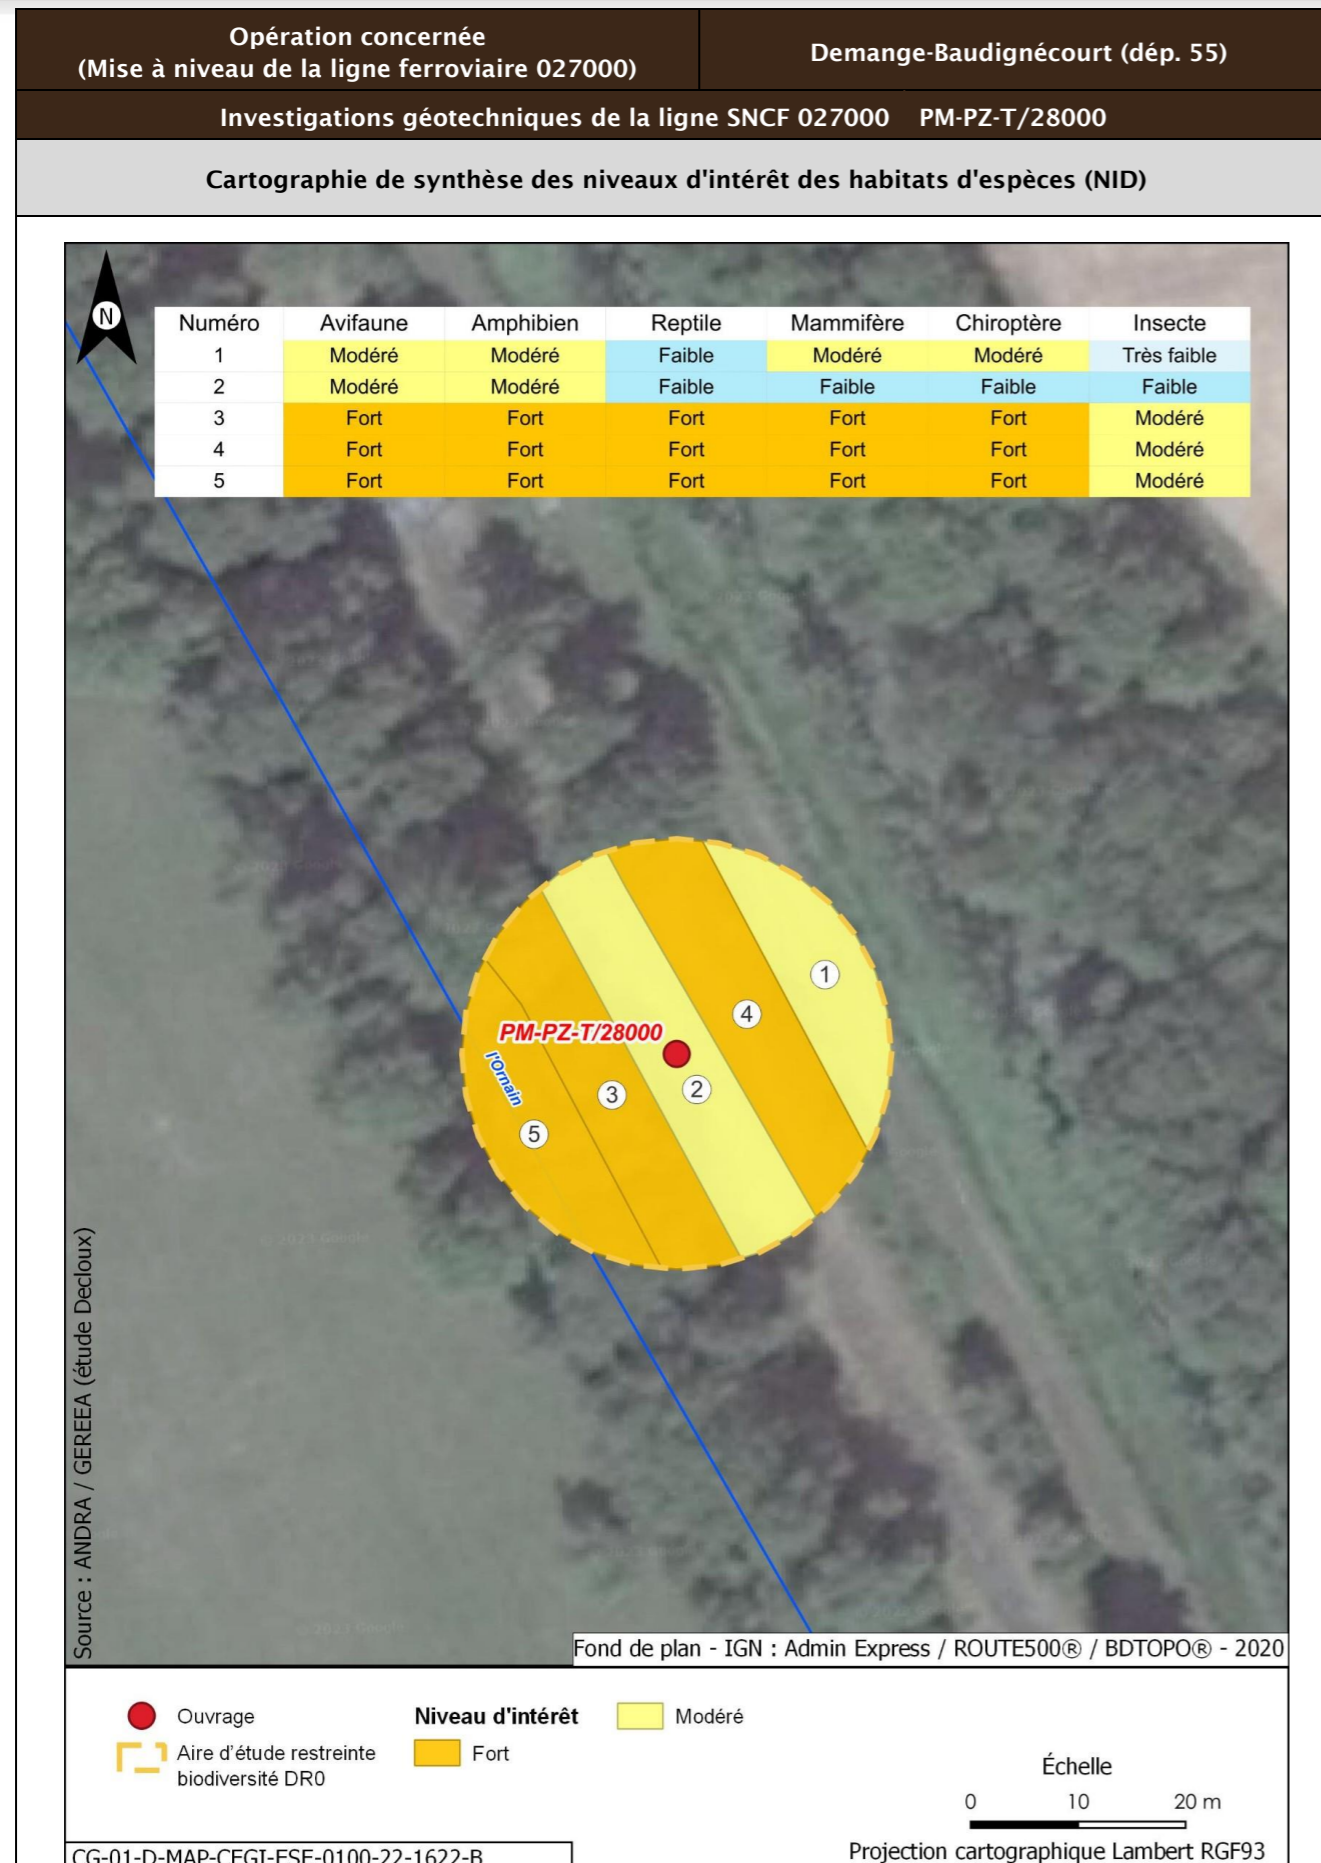 Opération concernée
(Mise à niveau de la ligne ferroviaire 027000)
Demange-Baudignécourt (dép. 55)
Investigations géotechniques de la ligne SNCF 027000 PM-PZ-T/28000
Cartographie de synthèse des niveaux d'intérêt des habitats d'espèces (NID)
N
Numéro Avifaune Amphibien Reptile Mammifère Chiroptère Insecte
1 Modéré Modéré Faible Modéré Modéré Très faible
2 Modéré Modéré Faible Faible Faible Faible
3 Fort Fort Fort Fort Fort Modéré
4 Fort Fort Fort Fort Fort Modéré
5 Fort Fort Fort Fort Fort Modéré
1
4
PM-PZ-T/28000
l'Ornain
2
3
5
Source : ANDRA / GEREEA (étude Decloux)
Fond de plan - IGN : Admin Express / ROUTE500® / BDTOPO® - 2020
Ouvrage
Aire d'étude restreinte
biodiversité DR0
Niveau d'intérêt
Fort
Modéré
Échelle
0 10 20 m
Projection cartographique Lambert RGF93
CG-01-D-MAP-CEGI-ESE-0100-22-1622-B